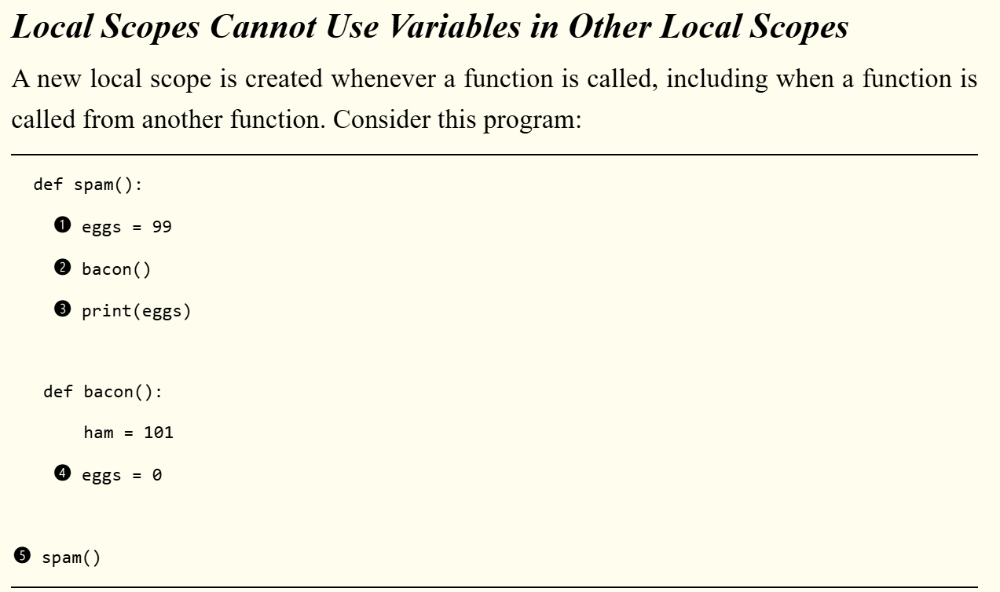 Local Scopes Cannot Use Variables in Other Local Scopes
A new local scope is created whenever a function is called, including when a function is
called from another function. Consider this program:
def spam():
❶ eggs = 99
❷ bacon()
❸ print(eggs)
def bacon():
ham = 101
❹ eggs = 0
❺ spam()